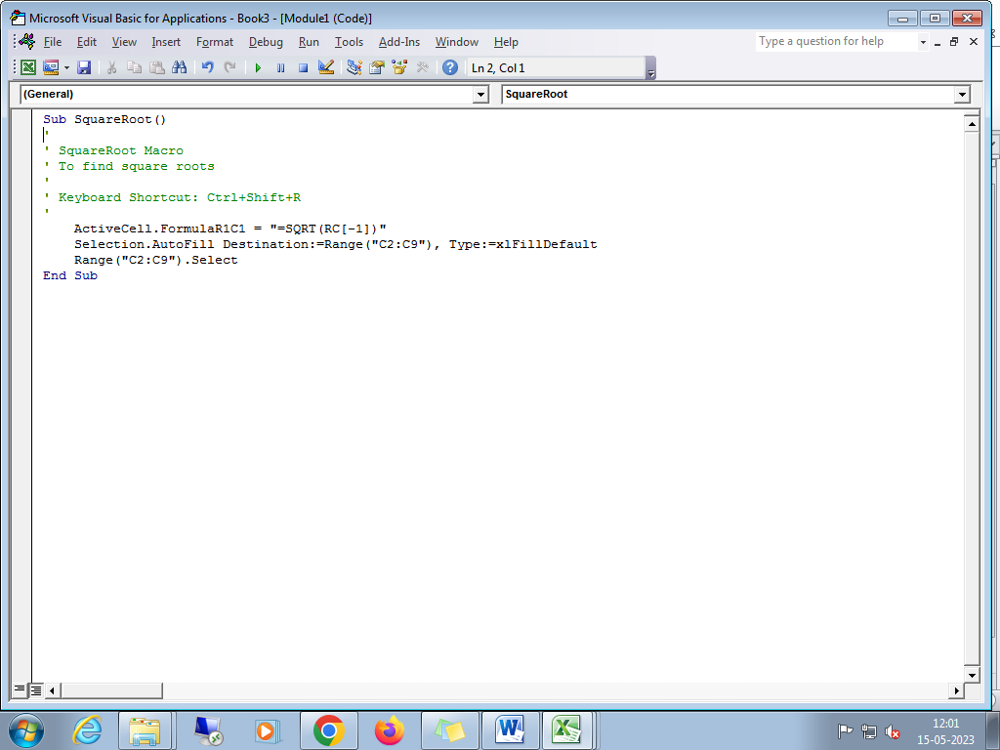 Microsoft Visual Basic for Applications - Book3 - [Module1 (Code)]
File Edit View Insert Format Debug Run Tools Add-Ins Window Help
Type a question for help
Ln 2, Col 1
(General)
SquareRoot
Sub SquareRoot()
'
' SquareRoot Macro
' To find square roots
'
' Keyboard Shortcut: Ctrl+Shift+R
'
ActiveCell.FormulaR1C1 = "=SQRT(RC[-1])"
Selection.AutoFill Destination:=Range("C2:C9"), Type:=xlFillDefault
Range("C2:C9").Select
End Sub
12:01
15-05-2023